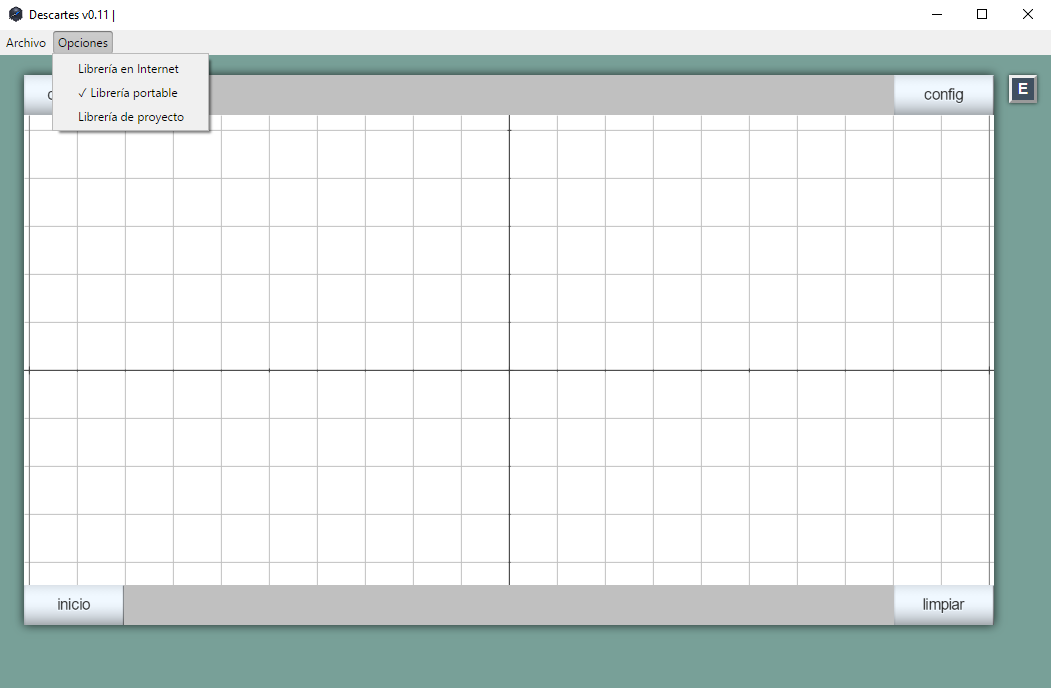 Descartes v0.11 |
Archivo Opciones
Librería en Internet
✓ Librería portable
Librería de proyecto
config
E
inicio
limpiar